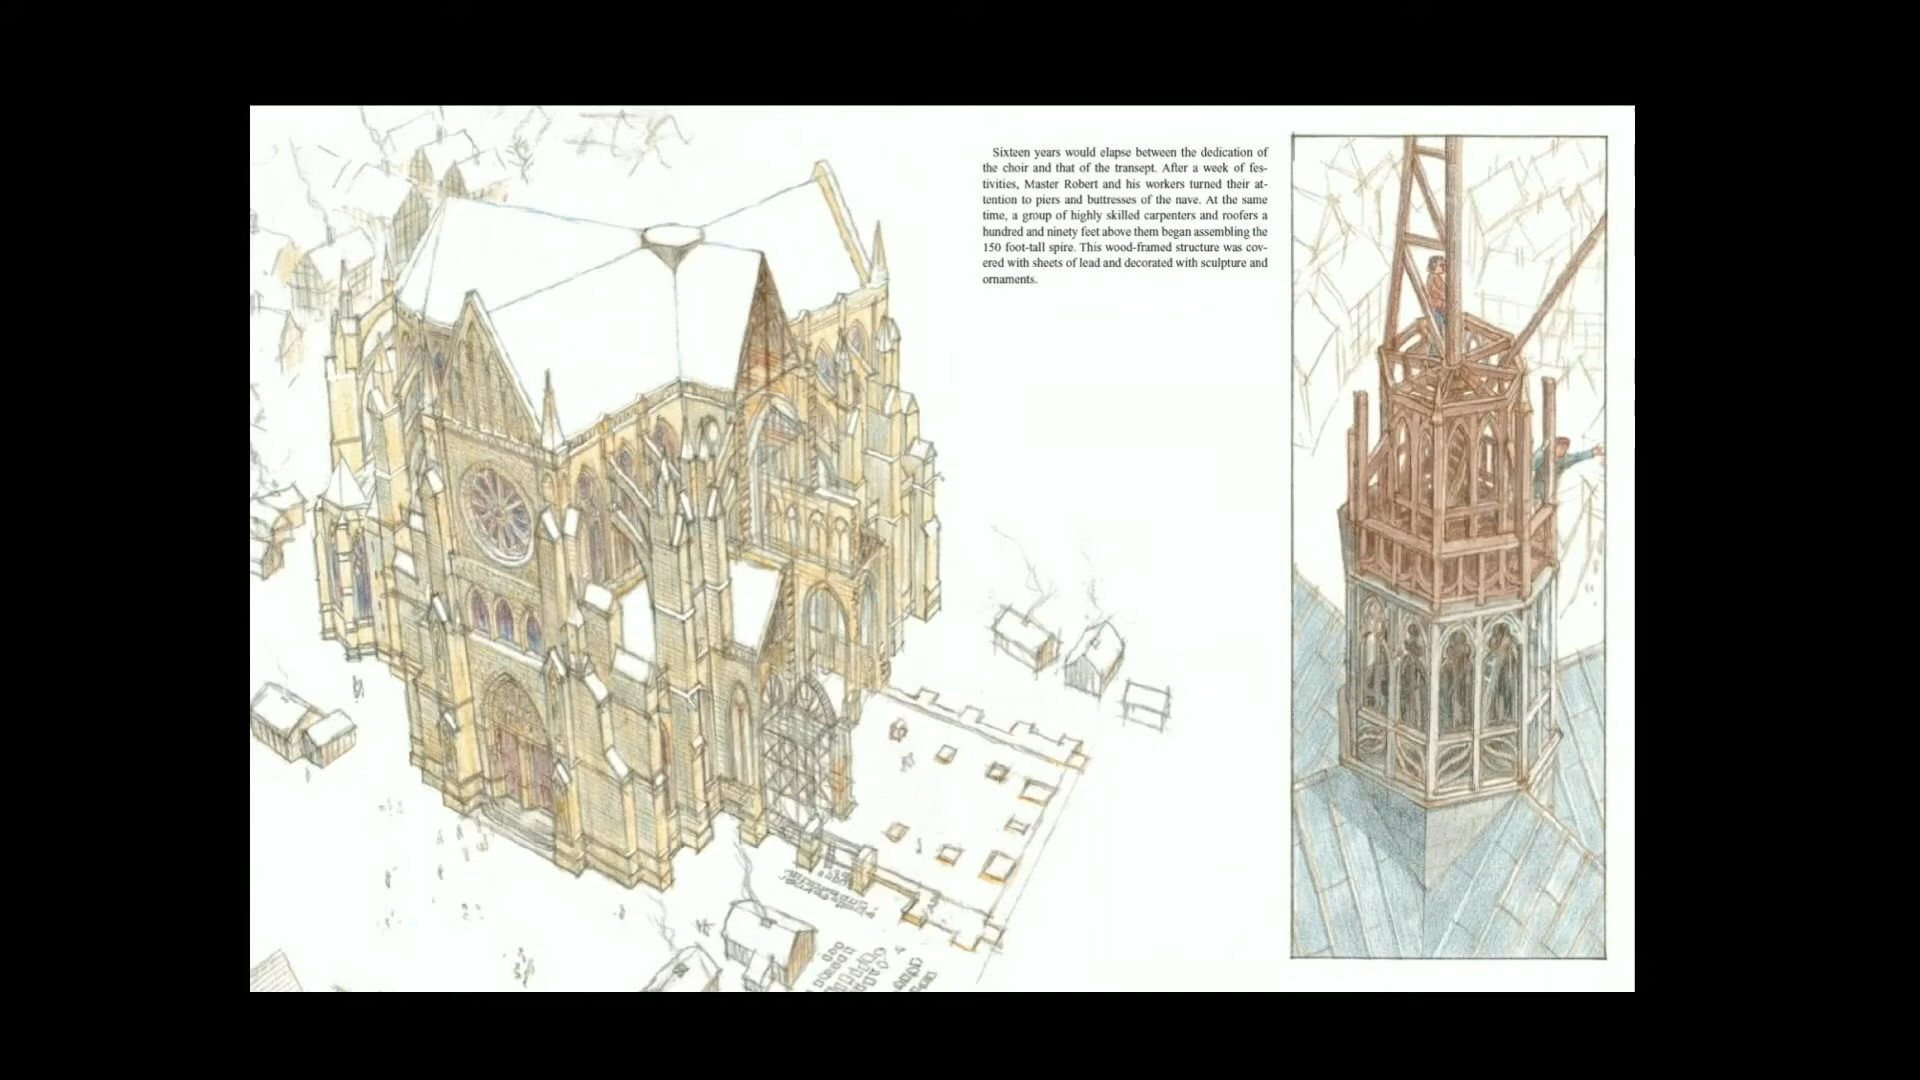 Sixteen years would elapse between the dedication of
the choir and that of the transept. After a week of fes-
tivities, Master Robert and his workers turned their at-
tention to piers and buttresses of the nave. At the same
time, a group of highly skilled carpenters and roofers a
hundred and ninety feet above them began assembling the
150 foot-tall spire. This wood-framed structure was cov-
ered with sheets of lead and decorated with sculpture and
ornaments.